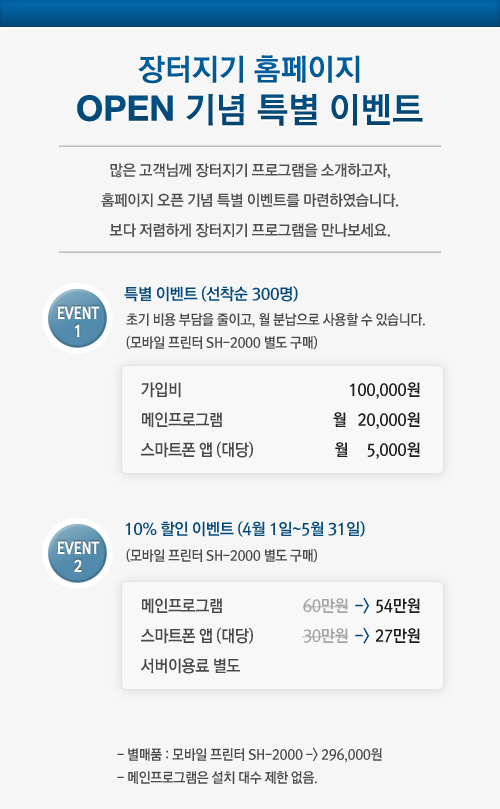 장터지기 홈페이지
OPEN 기념 특별 이벤트
많은 고객님께 장터지기 프로그램을 소개하고자,
홈페이지 오픈 기념 특별 이벤트를 마련하였습니다.
보다 저렴하게 장터지기 프로그램을 만나보세요.
EVENT
1
특별 이벤트 (선착순 300명)
초기 비용 부담을 줄이고, 월 분납으로 사용할 수 있습니다.
(모바일 프린터 SH-2000 별도 구매)
가입비 100,000원
메인프로그램 월 20,000원
스마트폰 앱 (대당) 월 5,000원
EVENT
2
10% 할인 이벤트 (4월 1일~5월 31일)
(모바일 프린터 SH-2000 별도 구매)
메인프로그램 60만원 -> 54만원
스마트폰 앱 (대당) 30만원 -> 27만원
서버이용료 별도
- 별매품 : 모바일 프린터 SH-2000 -> 296,000원
- 메인프로그램은 설치 대수 제한 없음.